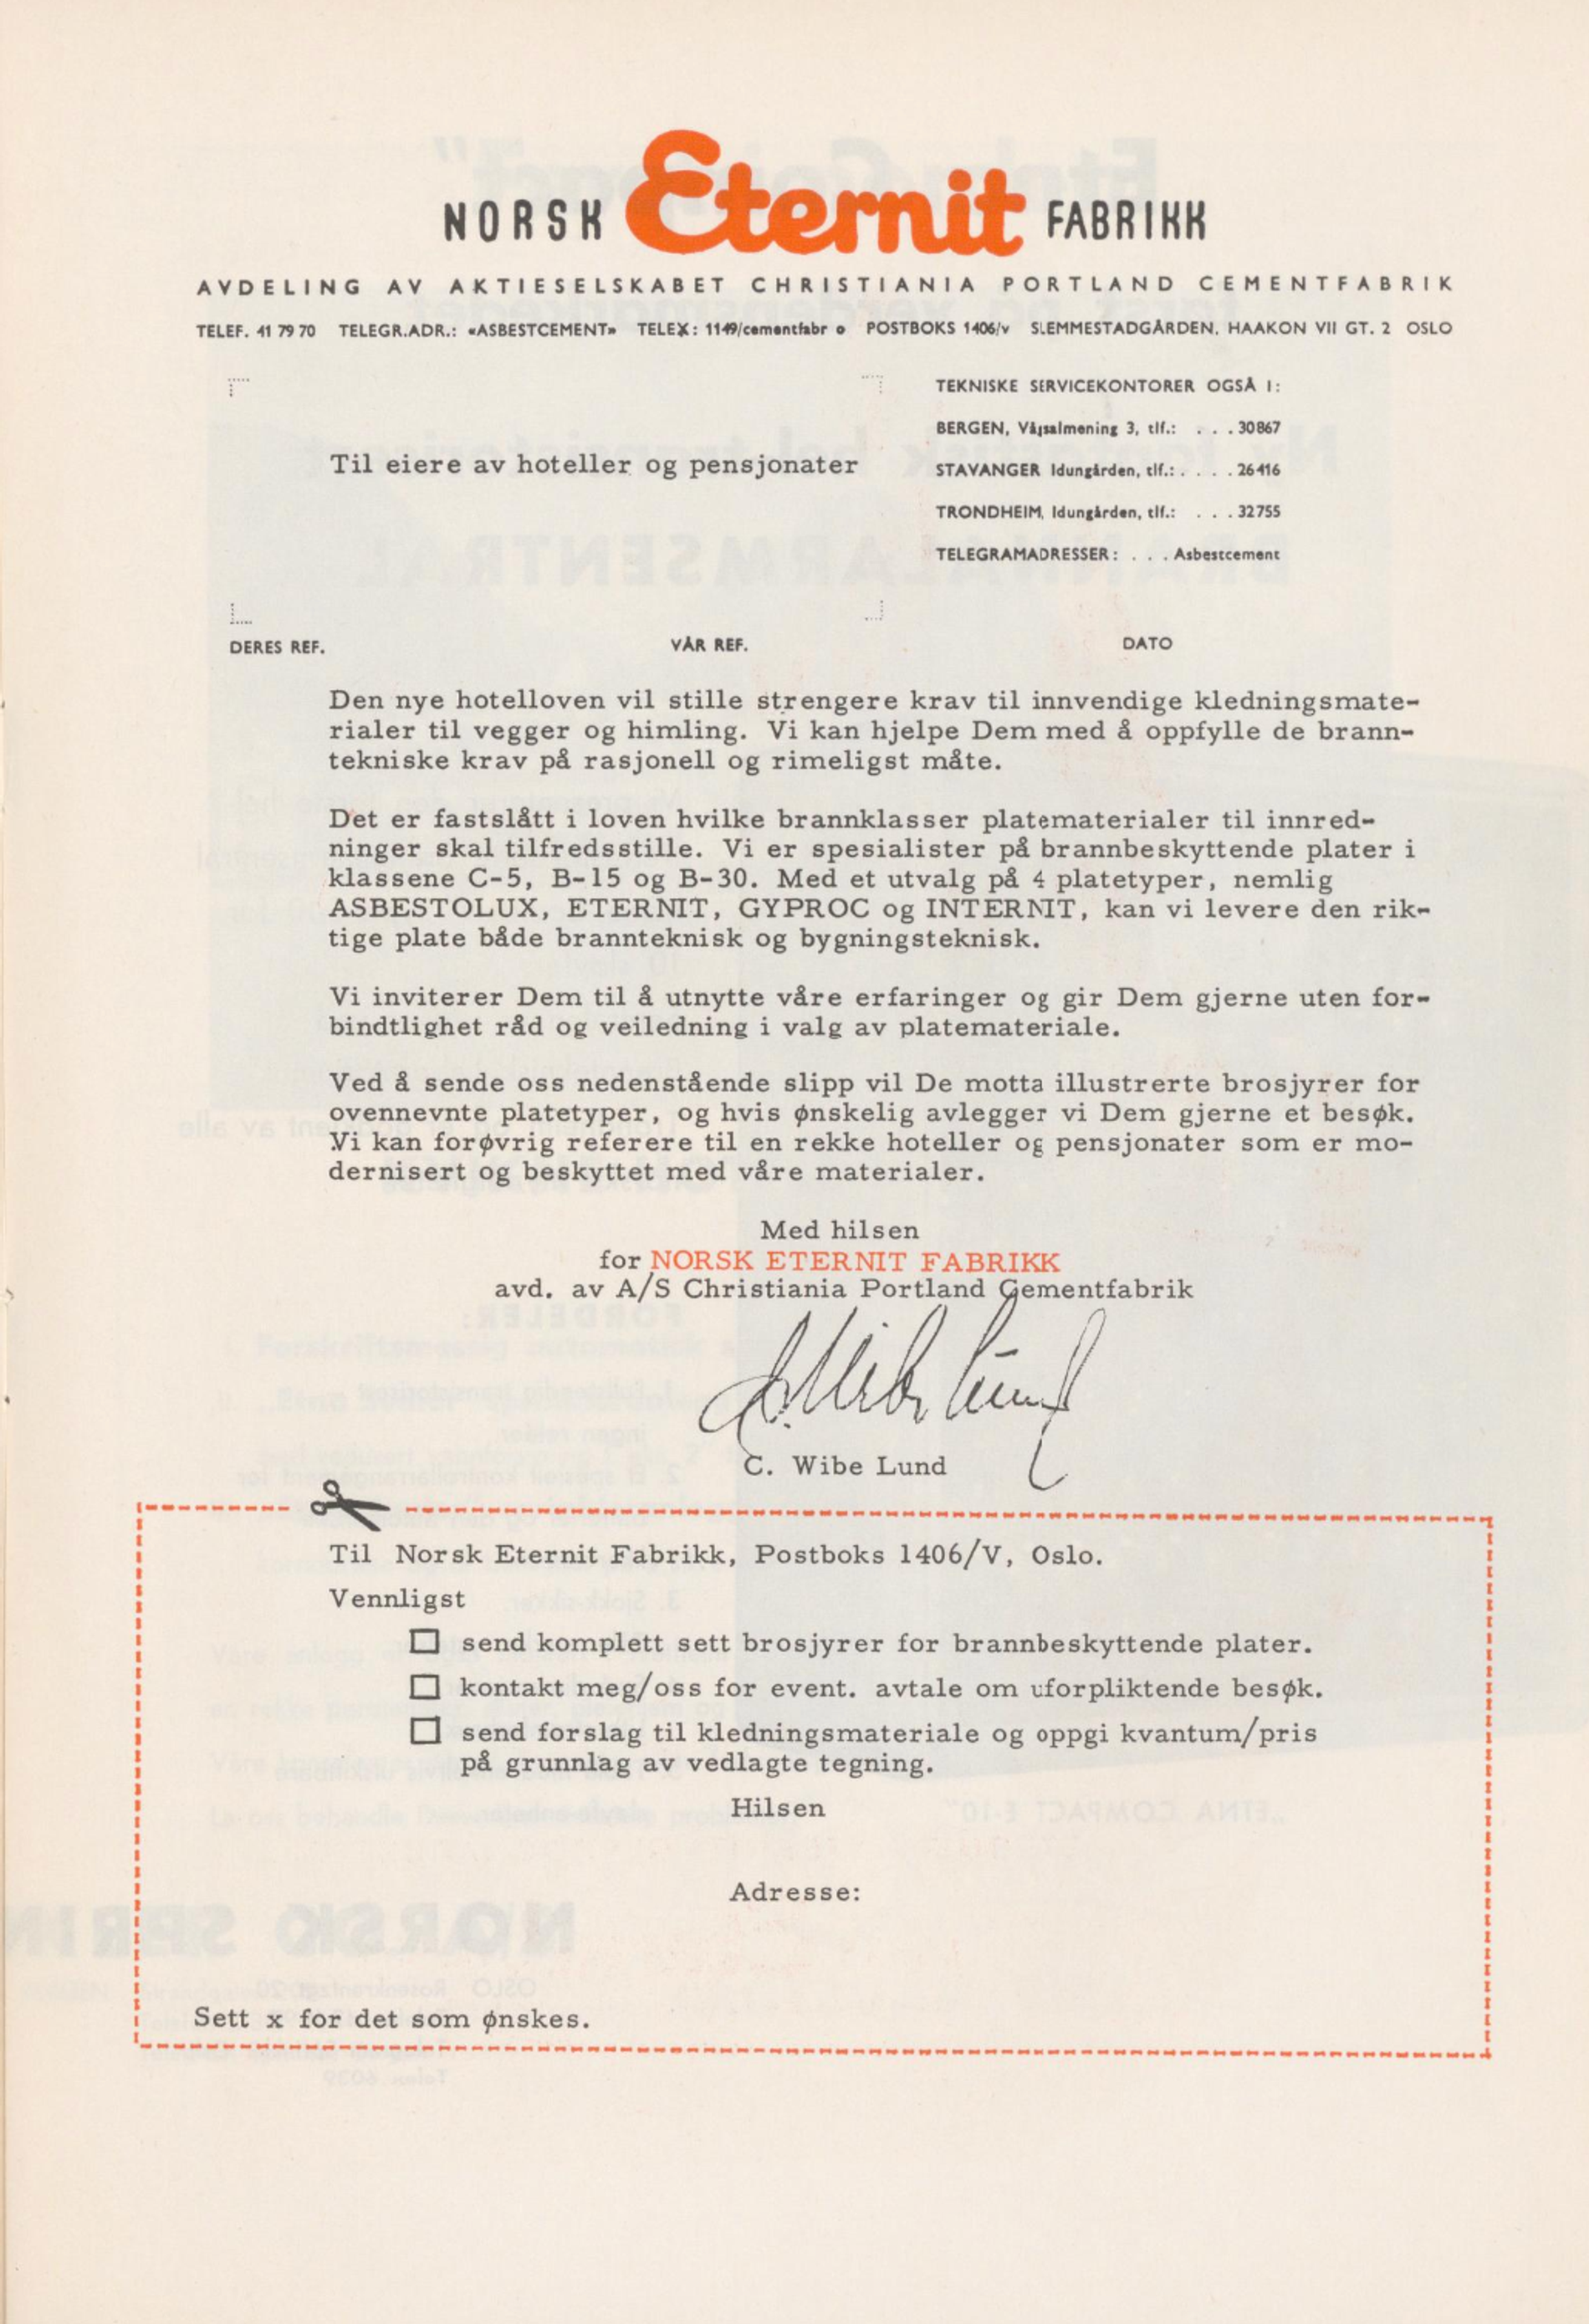 NORSK Eternit FABRIKK
AVDELING AV AKTIESELSKABET CHRISTIANIA PORTLAND CEMENTFABRIK
TELEF. 41 79 70 TELEGR.ADR.: «ASBESTCEMENT» TELEX: 1149/cementfabr o POSTBOKS 1406/v SLEMMESTADGÅRDEN. HAAKON VII GT. 2 OSLO
TEKNISKE SERVICEKONTORER OGSÅ I:
BERGEN, Vågsalmening 3, tlf.: . . . 30867
Til eiere av hoteller og pensjonater
STAVANGER Idungården, tlf.: . . . . 26416
TRONDHEIM, Idungården, tlf.: . . . 32755
TELEGRAMADRESSER: . . . Asbestcement
DERES REF. VÅR REF. DATO
Den nye hotelloven vil stille strengere krav til innvendige kledningsmate-
rialer til vegger og himling. Vi kan hjelpe Dem med å oppfylle de brann-
tekniske krav på rasjonell og rimeligst måte.
Det er fastslått i loven hvilke brannklasser platematerialer til innred-
ninger skal tilfredsstille. Vi er spesialister på brannbeskyttende plater i
klassene C-5, B-15 og B-30. Med et utvalg på 4 platetyper, nemlig
ASBESTOLUX, ETERNIT, GYPROC og INTERNIT, kan vi levere den rik-
tige plate både brannteknisk og bygningsteknisk.
Vi inviterer Dem til å utnytte våre erfaringer og gir Dem gjerne uten for-
bindtlighet råd og veiledning i valg av platemateriale.
Ved å sende oss nedenstående slipp vil De motta illustrerte brosjyrer for
ovennevnte platetyper, og hvis ønskelig avlegger vi Dem gjerne et besøk.
Vi kan forøvrig referere til en rekke hoteller og pensjonater som er mo-
dernisert og beskyttet med våre materialer.
Med hilsen
for NORSK ETERNIT FABRIKK
avd. av A/S Christiania Portland Cementfabrik
C. Wibe Lund
Til Norsk Eternit Fabrikk, Postboks 1406/V, Oslo.
Vennligst
send komplett sett brosjyrer for brannbeskyttende plater.
kontakt meg/oss for event. avtale om uforpliktende besøk.
send forslag til kledningsmateriale og oppgi kvantum/pris
på grunnlag av vedlagte tegning.
Hilsen
Adresse:
Sett x for det som ønskes.